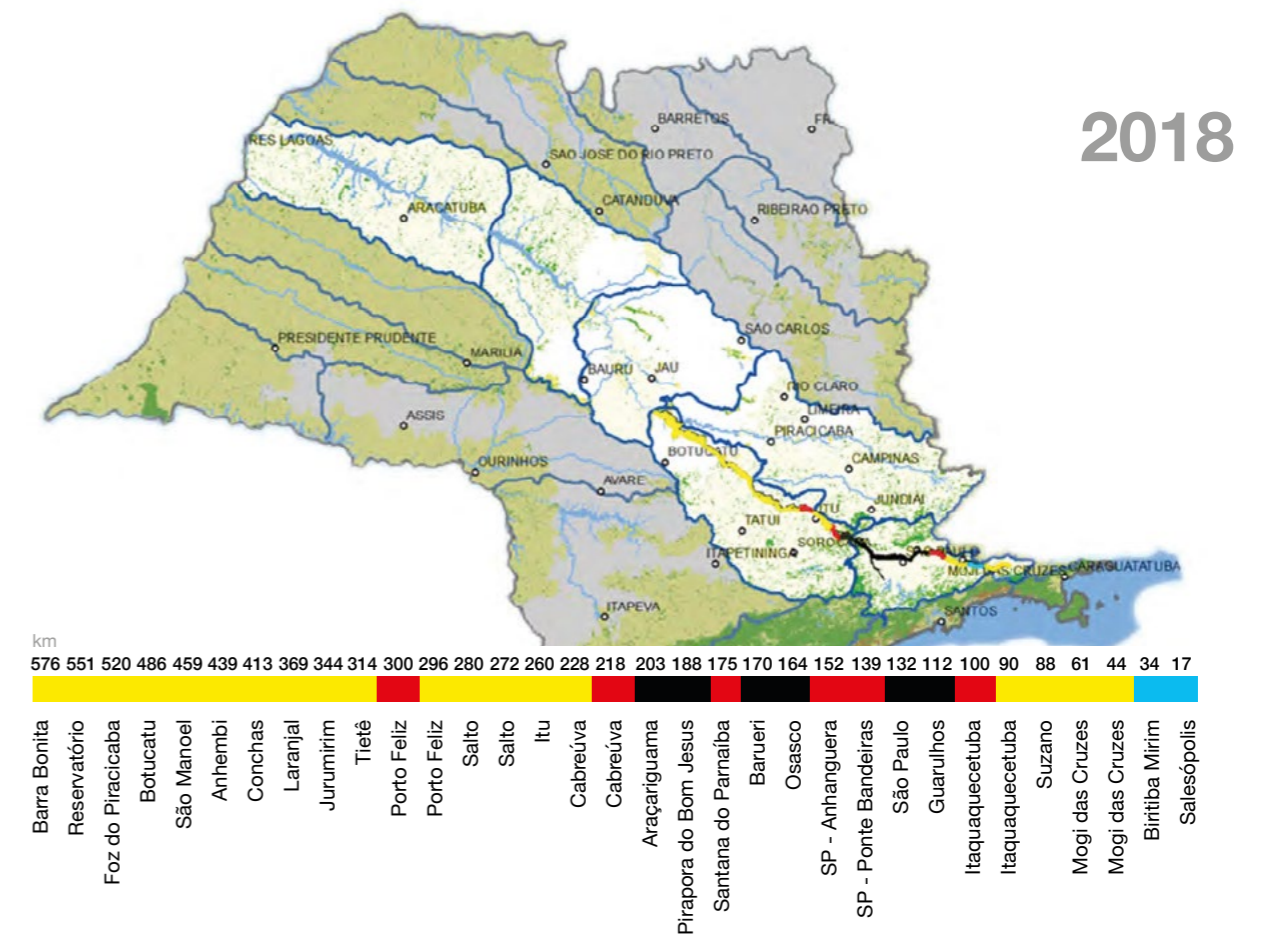 2018
BARRETOS
FR.
RES LAGOAS
SAO JOSE DO RIO PRETO
CATANDUVA
ARACATUBA
RIBEIRAO PRETO
SAO CARLOS
PRESIDENTE PRUDENTE
MARILIA
BAURU
JAU
RIO CLARO
LIMEIRA
ASSIS
PIRACICABA
BOTUCATU
CAMPINAS
OURINHOS
AVARE
JUNDIAI
ITU
TATUI
SOROCABA
ITAPETININGA
SAO PAULO
MOJI DAS CRUZES
CARAGUATATUBA
ITAPEVA
SANTOS
km
576 551 520 486 459 439 413 369 344 314 300 296 280 272 260 228 218 203 188 175 170 164 152 139 132 112 100 90 88 61 44 34 17
Barra Bonita
Reservatório
Foz do Piracicaba
Botucatu
São Manoel
Anhembi
Conchas
Laranjal
Jurumirim
Tietê
Porto Feliz
Porto Feliz
Salto
Salto
Itu
Cabreúva
Cabreúva
Araçariguama
Pirapora do Bom Jesus
Santana do Parnaíba
Barueri
Osasco
SP - Anhanguera
SP - Ponte Bandeiras
São Paulo
Guarulhos
Itaquaquecetuba
Itaquaquecetuba
Suzano
Mogi das Cruzes
Mogi das Cruzes
Biritiba Mirim
Salesópolis